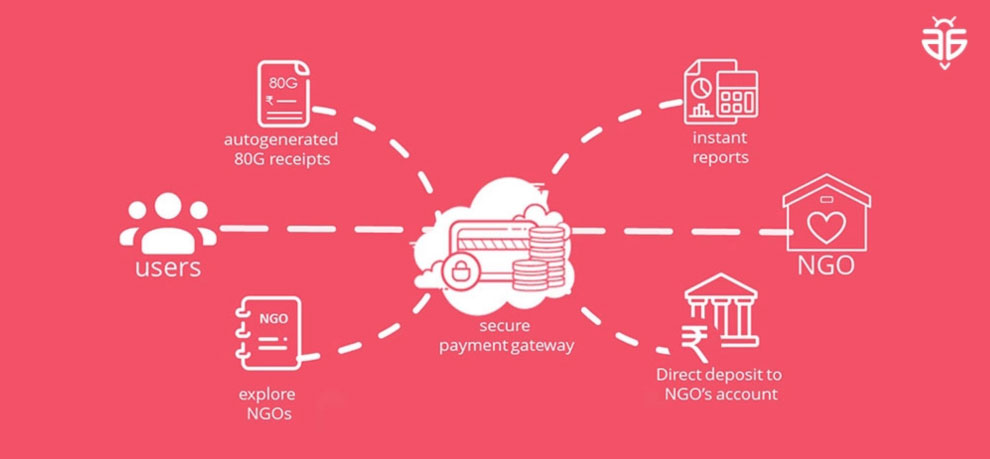 80G
₹
autogenerated
80G receipts
instant
reports
users
NGO
secure
payment gateway
NGO
explore
NGOs
₹
Direct deposit to
NGO's account